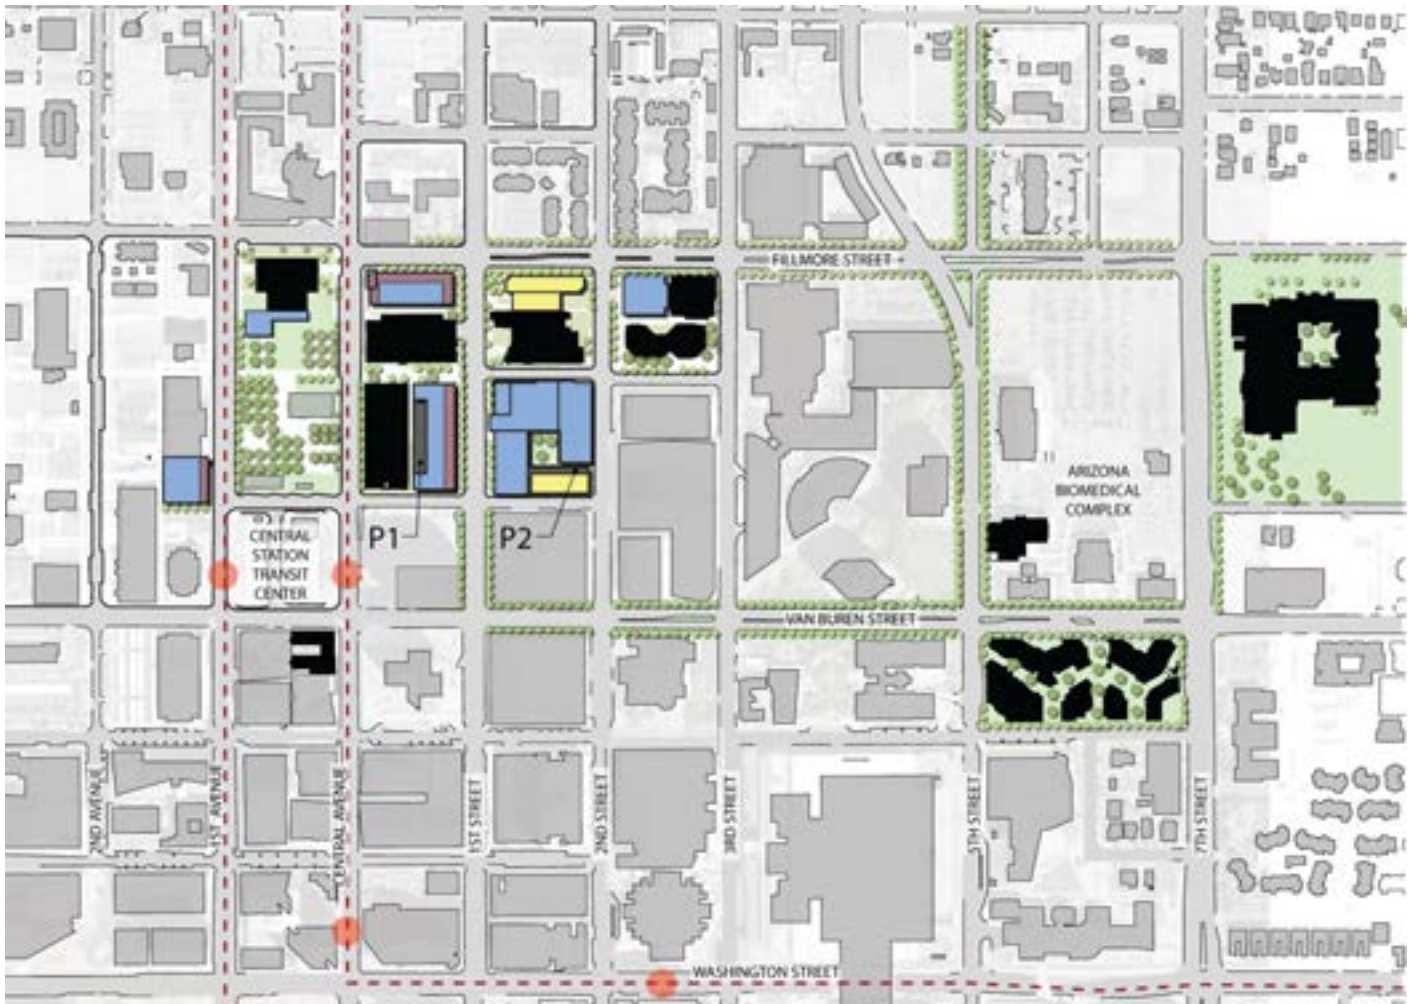 FILLMORE STREET
ARIZONA
BIOMEDICAL
COMPLEX
P1
P2
CENTRAL
STATION
TRANSIT
CENTER
VAN BUREN STREET
2ND AVENUE
1ST AVENUE
CENTRAL AVENUE
1ST STREET
2ND STREET
3RD STREET
5TH STREET
7TH STREET
WASHINGTON STREET